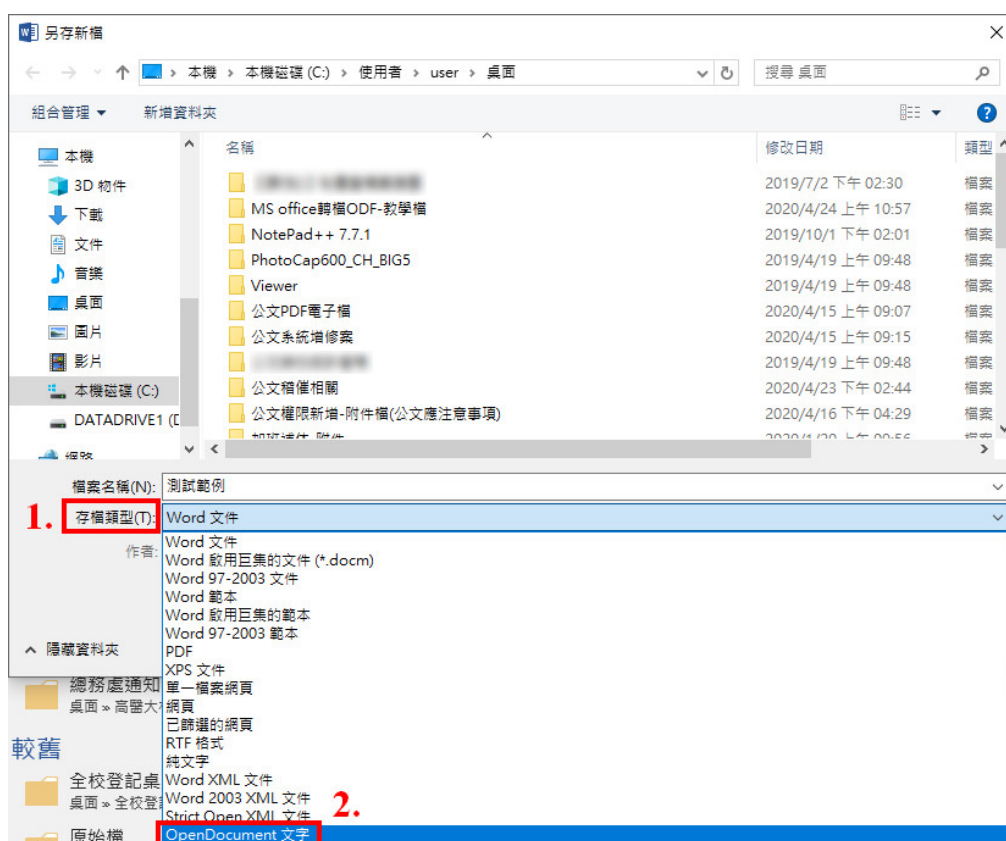 另存新檔
本機 › 本機磁碟 (C:) › 使用者 › user › 桌面
搜尋 桌面
組合管理
新增資料夾
本機
3D 物件
下載
文件
音樂
桌面
圖片
影片
本機磁碟 (C:)
DATADRIVE1 (D
網路
名稱 修改日期 類型
2019/7/2 下午 02:30 檔案
MS office轉檔ODF-教學檔 2020/4/24 上午 10:57 檔案
NotePad++ 7.7.1 2019/10/1 下午 02:01 檔案
PhotoCap600_CH_BIG5 2019/4/19 上午 09:48 檔案
Viewer 2019/4/19 上午 09:48 檔案
公文PDF電子檔 2020/4/15 上午 09:07 檔案
公文系統增修案 2020/4/15 上午 09:15 檔案
2019/4/19 上午 09:48 檔案
公文稽催相關 2020/4/23 下午 02:44 檔案
公文權限新增-附件檔(公文應注意事項) 2020/4/16 下午 04:29 檔案
檔案名稱(N): 測試範例
1. 存檔類型(T): Word 文件
作者:
Word 文件
Word 啟用巨集的文件 (*.docm)
Word 97-2003 文件
Word 範本
Word 啟用巨集的範本
Word 97-2003 範本
隱藏資料夾
PDF
XPS 文件
單一檔案網頁
網頁
已篩選的網頁
RTF 格式
純文字
Word XML 文件
Word 2003 XML 文件
Strict Open XML 文件
2. OpenDocument 文字
總務處通知
桌面 » 高醫大
較舊
全校登記桌
桌面 » 全校登
原始檔